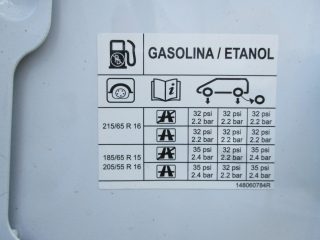 GASOLINA / ETANOL
i
215/65 R 16
32 psi 32 psi 32 psi
2.2 bar 2.2 bar 2.2 bar
32 psi 32 psi 32 psi
2.2 bar 2.2 bar 2.2 bar
185/65 R 15
205/55 R 16
35 psi 35 psi 35 psi
2.4 bar 2.4 bar 2.4 bar
35 psi 32 psi 35 psi
2.4 bar 2.2 bar 2.4 bar
148060784R